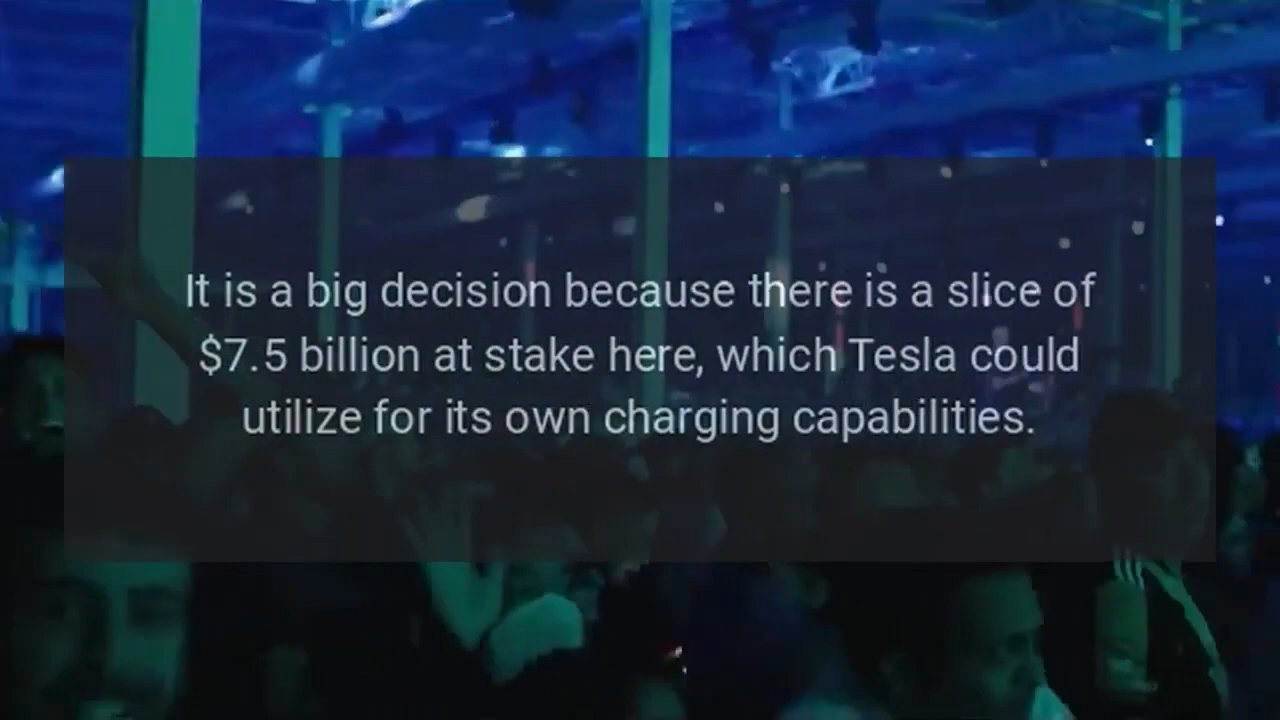 It is a big decision because there is a slice of
$7.5 billion at stake here, which Tesla could
utilize for its own charging capabilities.